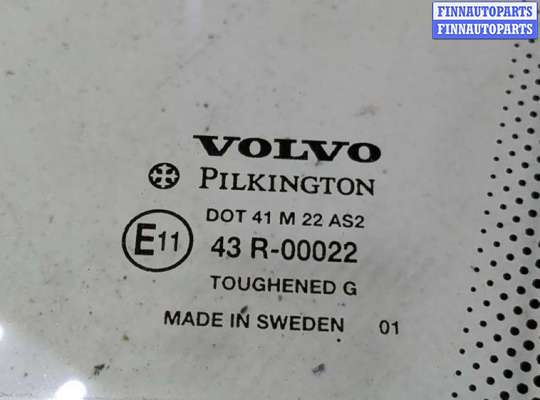 FINNAUTOPARTS
FINNAUTOPARTS
VOLVO
PILKINGTON
DOT 41 M 22 AS2
E11 43 R-00022
TOUGHENED G
MADE IN SWEDEN 01